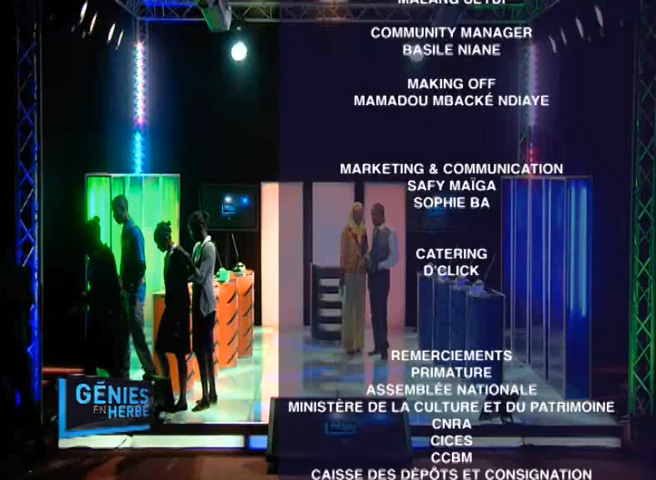 COMMUNITY MANAGER
BASILE NIANE
MAKING OFF
MAMADOU MBACKÉ NDIAYE
MARKETING & COMMUNICATION
SAFY MAÏGA
SOPHIE BA
CATERING
D'CLICK
REMERCIEMENTS
PRIMATURE
ASSEMBLÉE NATIONALE
MINISTÈRE DE LA CULTURE ET DU PATRIMOINE
CNRA
CICES
CCBM
CAISSE DES DÉPÔTS ET CONSIGNATION
GÉNIES
EN HERBE